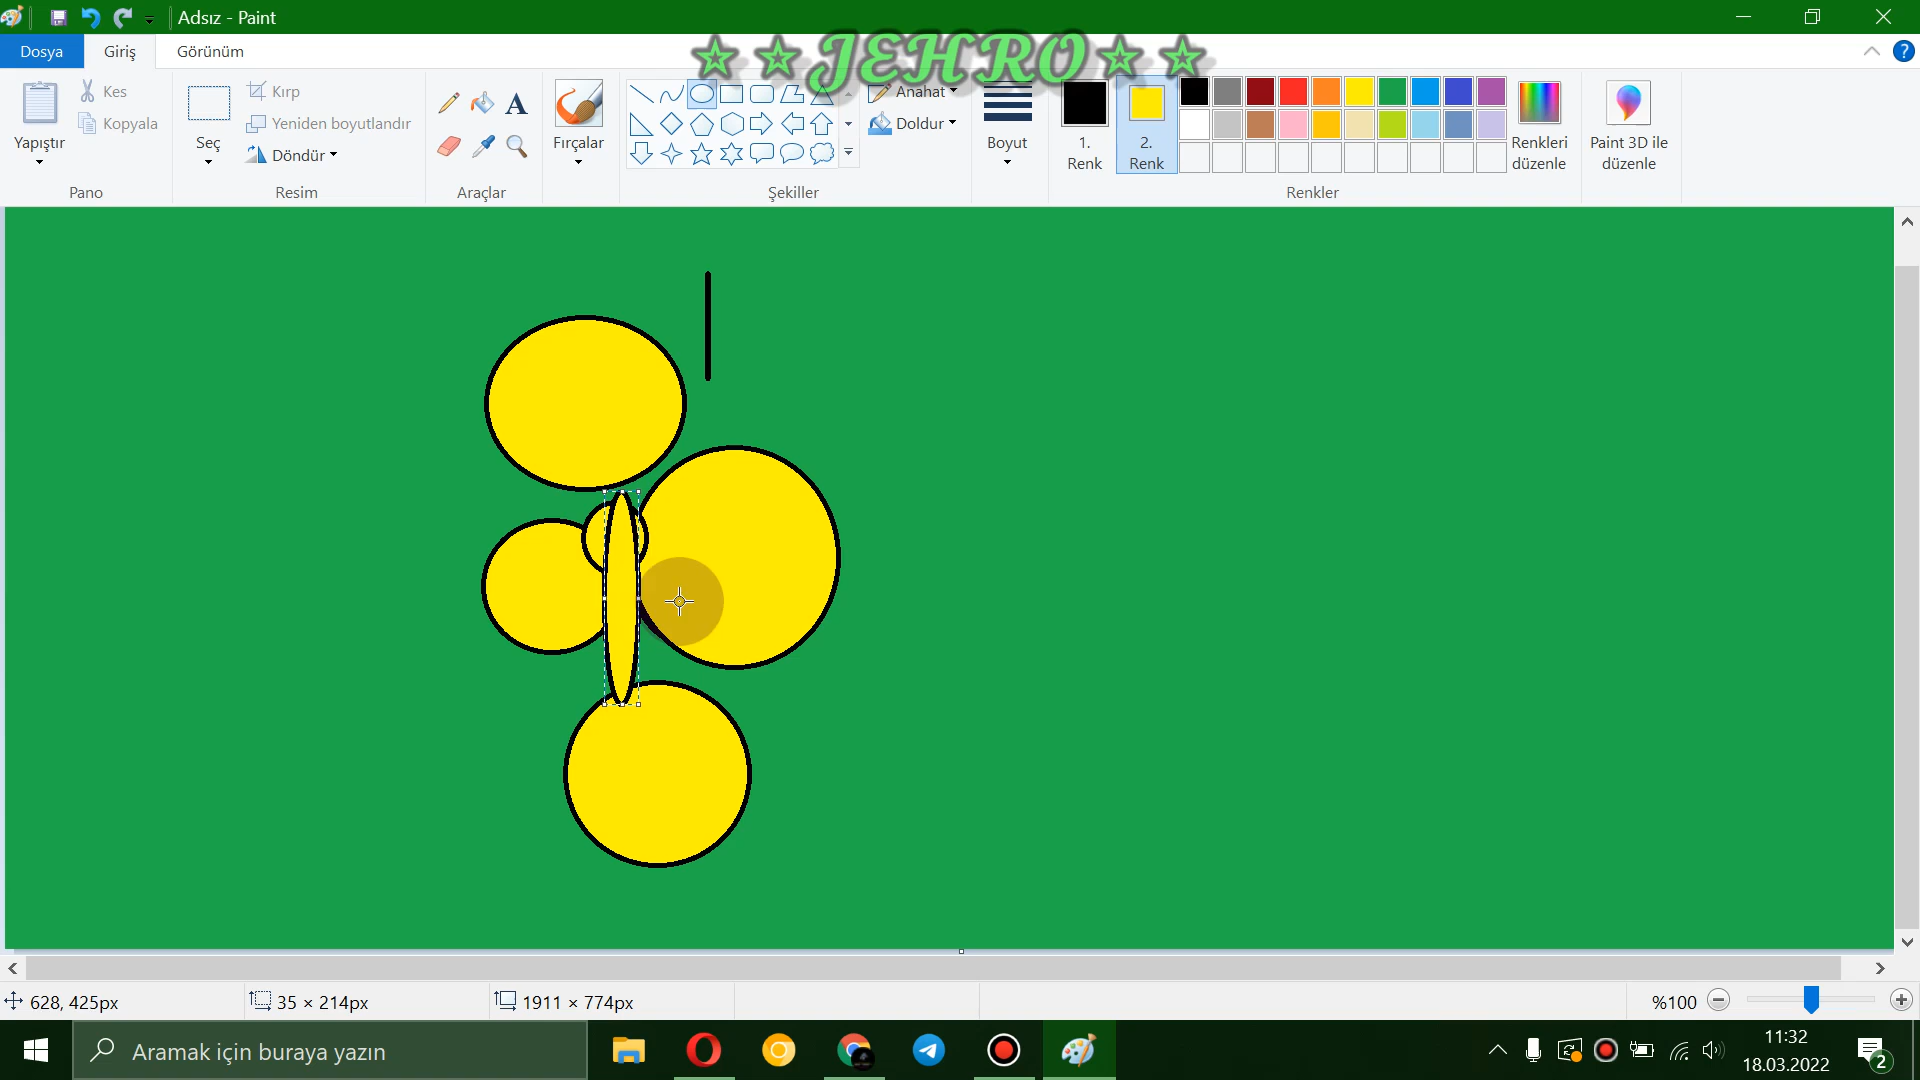 Adsız - Paint
☆ ☆ JEHRO ☆ ☆
Dosya
Giriş
Görünüm
Yapıştır
Kes
Kopyala
Pano
Seç
Kırp
Yeniden boyutlandır
Döndür
Resim
A
Araçlar
Fırçalar
Şekiller
Anahat
Doldur
Boyut
1.
Renk
2.
Renk
Renkler
Renkleri
düzenle
Paint 3D ile
düzenle
?
628, 425px
35 × 214px
1911 × 774px
%100
Aramak için buraya yazın
11:32
18.03.2022
2